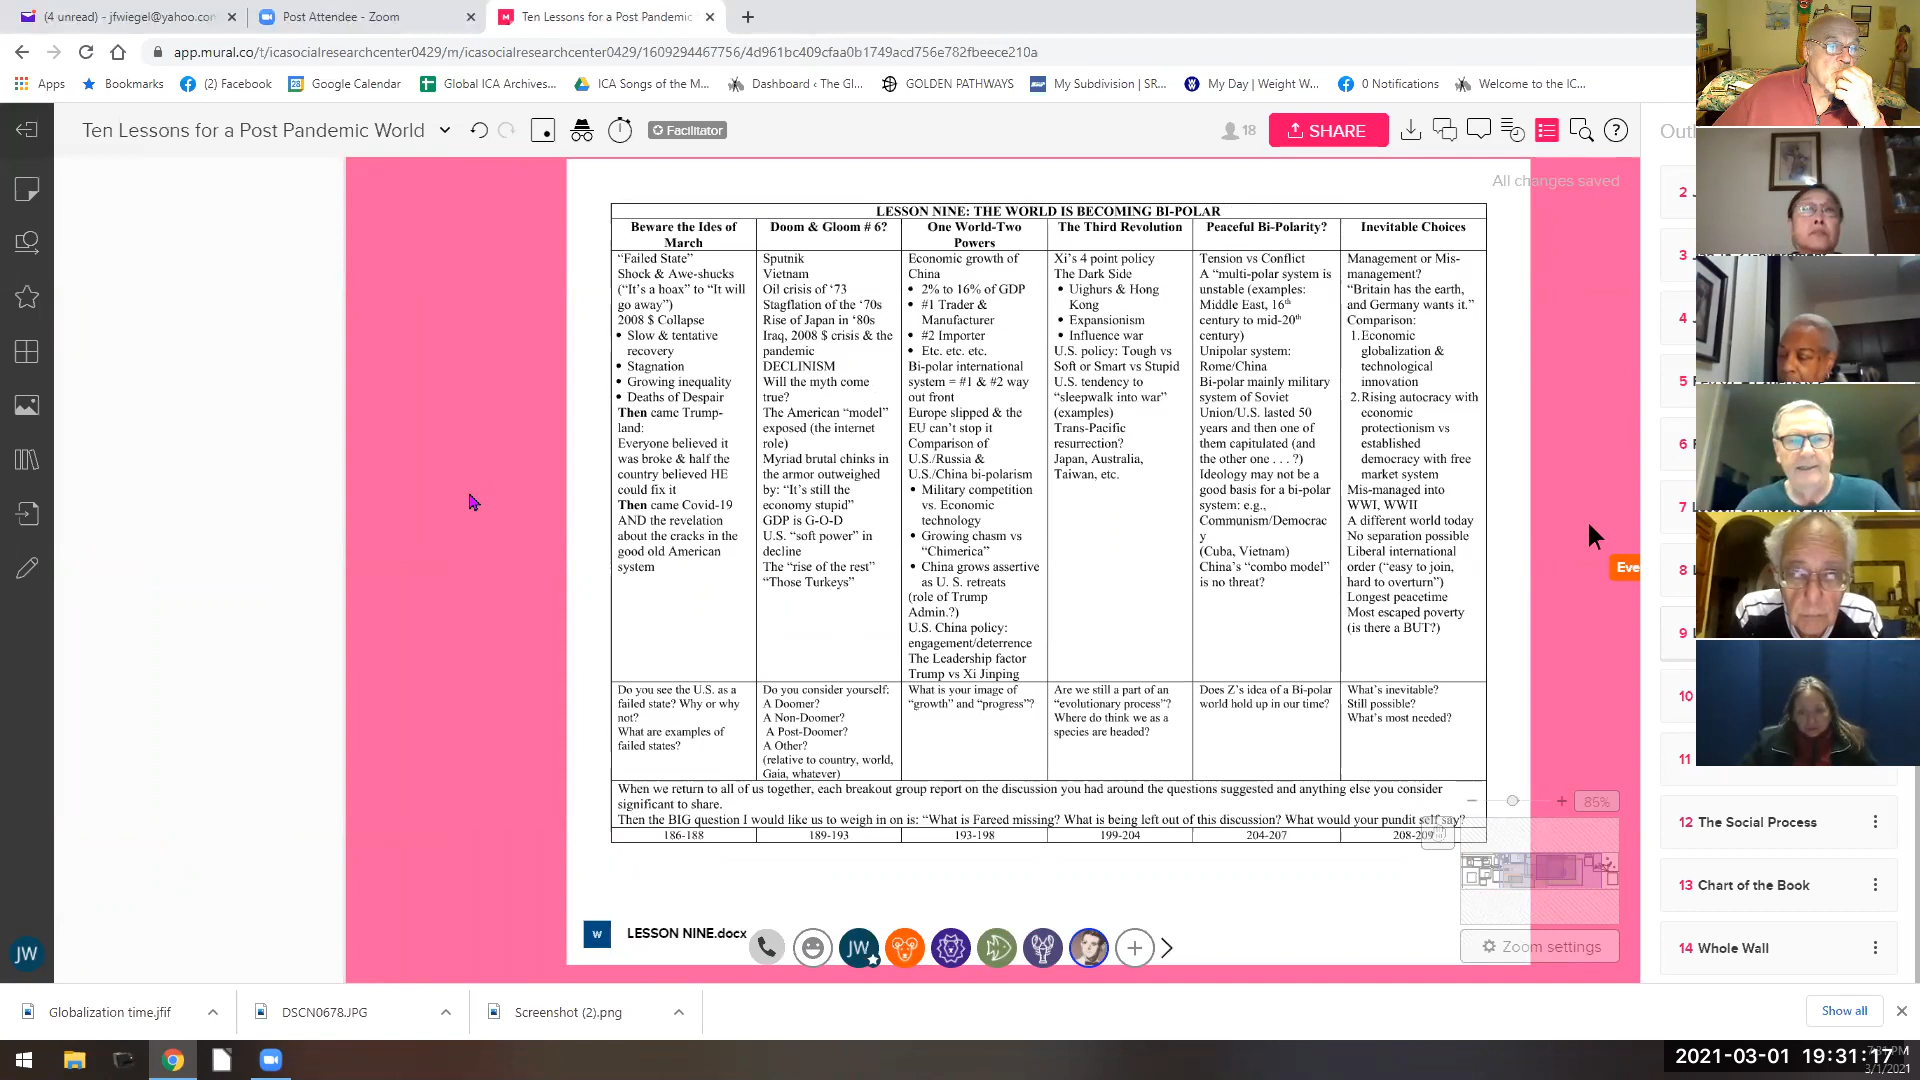 (4 unread) - jfwiegel@yahoo.com
Post Attendee - Zoom
Ten Lessons for a Post Pandemic
app.mural.co/t/icasocialresearchcenter0429/m/icasocialresearchcenter0429/1609294467756/4d961bc409cfaa0b1749acd756e782fbeece210a
Apps
Bookmarks
(2) Facebook
Google Calendar
Global ICA Archives...
ICA Songs of the M...
Dashboard ‹ The Gl...
GOLDEN PATHWAYS
My Subdivision | SR...
My Day | Weight W...
0 Notifications
Welcome to the IC...
Ten Lessons for a Post Pandemic World
Facilitator
18
SHARE
All changes saved
LESSON NINE: THE WORLD IS BECOMING BI-POLAR
Beware the Ides of
March
"Failed State"
Shock & Awe-shucks
("It's a hoax" to "It will
go away")
2008 $ Collapse
• Slow & tentative
recovery
• Stagnation
• Growing inequality
• Deaths of Despair
Then came Trump-
land:
Everyone believed it
was broke & half the
country believed HE
could fix it
Then came Covid-19
AND the revelation
about the cracks in the
good old American
system
Do you see the U.S. as a
failed state? Why or why
not?
What are examples of
failed states?
Doom & Gloom # 6?
Sputnik
Vietnam
Oil crisis of '73
Stagflation of the '70s
Rise of Japan in '80s
Iraq, 2008 $ crisis & the
pandemic
DECLINISM
Will the myth come
true?
The American "model"
exposed (the internet
role)
Myriad brutal chinks in
the armor outweighed
by: "It's still the
economy stupid"
GDP is G-O-D
U.S. "soft power" in
decline
The "rise of the rest"
"Those Turkeys"
Do you consider yourself:
A Doomer?
A Non-Doomer?
A Post-Doomer?
A Other?
(relative to country, world,
Gaia, whatever)
One World-Two
Powers
Economic growth of
China
• 2% to 16% of GDP
• #1 Trader &
Manufacturer
• #2 Importer
• Etc. etc. etc.
Bi-polar international
system = #1 & #2 way
out front
Europe slipped & the
EU can't stop it
Comparison of
U.S./Russia &
U.S./China bi-polarism
• Military competition
vs. Economic
technology
• Growing chasm vs
"Chimerica"
• China grows assertive
as U. S. retreats
(role of Trump
Admin.?)
U.S. China policy:
engagement/deterrence
The Leadership factor
Trump vs Xi Jinping
What is your image of
"growth" and "progress"?
The Third Revolution
Xi's 4 point policy
The Dark Side
• Uighurs & Hong
Kong
• Expansionism
• Influence war
U.S. policy: Tough vs
Soft or Smart vs Stupid
U.S. tendency to
"sleepwalk into war"
(examples)
Trans-Pacific
resurrection?
Japan, Australia,
Taiwan, etc.
Are we still a part of an
"evolutionary process"?
Where do think we as a
species are headed?
Peaceful Bi-Polarity?
Tension vs Conflict
A "multi-polar system is
unstable (examples:
Middle East, 16th
century to mid-20th
century)
Unipolar system:
Rome/China
Bi-polar mainly military
system of Soviet
Union/U.S. lasted 50
years and then one of
them capitulated (and
the other one . . .?)
Ideology may not be a
good basis for a bi-polar
system: e.g.,
Communism/Democrac
y
(Cuba, Vietnam)
China's "combo model"
is no threat?
Does Z's idea of a Bi-polar
world hold up in our time?
Inevitable Choices
Management or Mis-
management?
"Britain has the earth,
and Germany wants it."
Comparison:
1. Economic
globalization &
technological
innovation
2. Rising autocracy with
economic
protectionism vs
established
democracy with free
market system
Mis-managed into
WWI, WWII
A different world today
No separation possible
Liberal international
order ("easy to join,
hard to overturn")
Longest peacetime
Most escaped poverty
(is there a BUT?)
What's inevitable?
Still possible?
What's most needed?
When we return to all of us together, each breakout group report on the discussion you had around the questions suggested and anything else you consider
significant to share.
Then the BIG question I would like us to weigh in on is: "What is Fareed missing? What is being left out of this discussion? What would your pundit self say?
186-188
189-193
193-198
199-204
204-207
208-209
W
LESSON NINE.docx
JW
JW
Eve
85%
Zoom settings
2
3
4
5
6
7
8
9
10
11
12 The Social Process
13 Chart of the Book
14 Whole Wall
Globalization time.jfif
DSCN0678.JPG
Screenshot (2).png
Show all
2021-03-01 19:31:17
3/1/2021